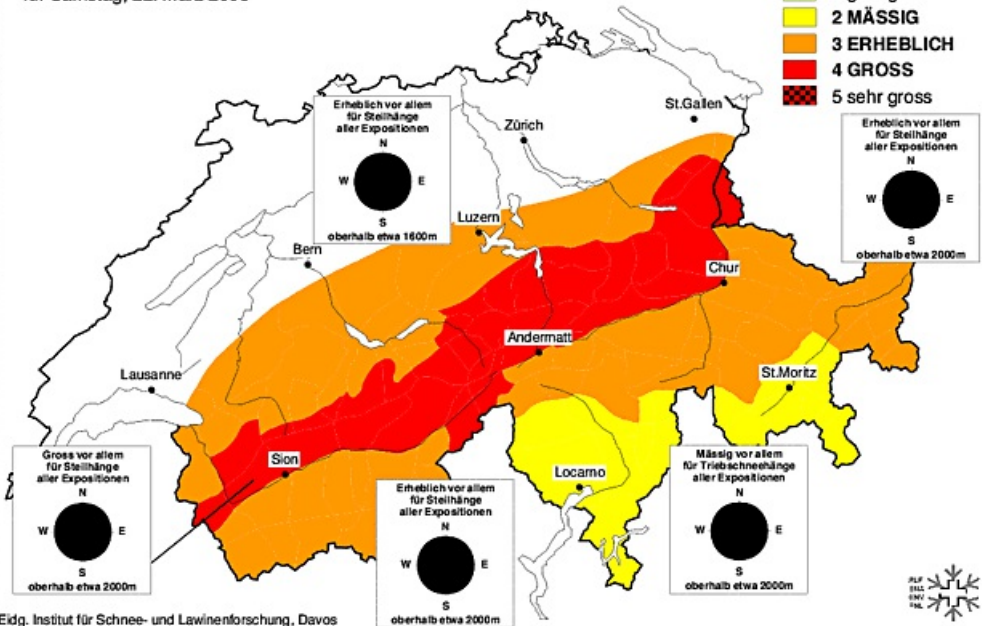 2 MÄSSIG
3 ERHEBLICH
4 GROSS
5 sehr gross
St.Gallen
Zürich
Erheblich vor allem
für Steilhänge
aller Expositionen
N
W E
S
oberhalb etwa 1600m
Erheblich vor allem
für Steilhänge
aller Expositionen
N
W E
S
oberhalb etwa 2000m
Luzern
Bern
Chur
Andermatt
Lausanne
St.Moritz
Sion
Locarno
Gross vor allem
für Steilhänge
aller Expositionen
N
W E
S
oberhalb etwa 2000m
Erheblich vor allem
für Steilhänge
aller Expositionen
N
W E
S
oberhalb etwa 2000m
Mässig vor allem
für Triebschneehänge
aller Expositionen
N
W E
S
oberhalb etwa 2000m
SLF
ENA
Eidg. Institut für Schnee- und Lawinenforschung, Davos